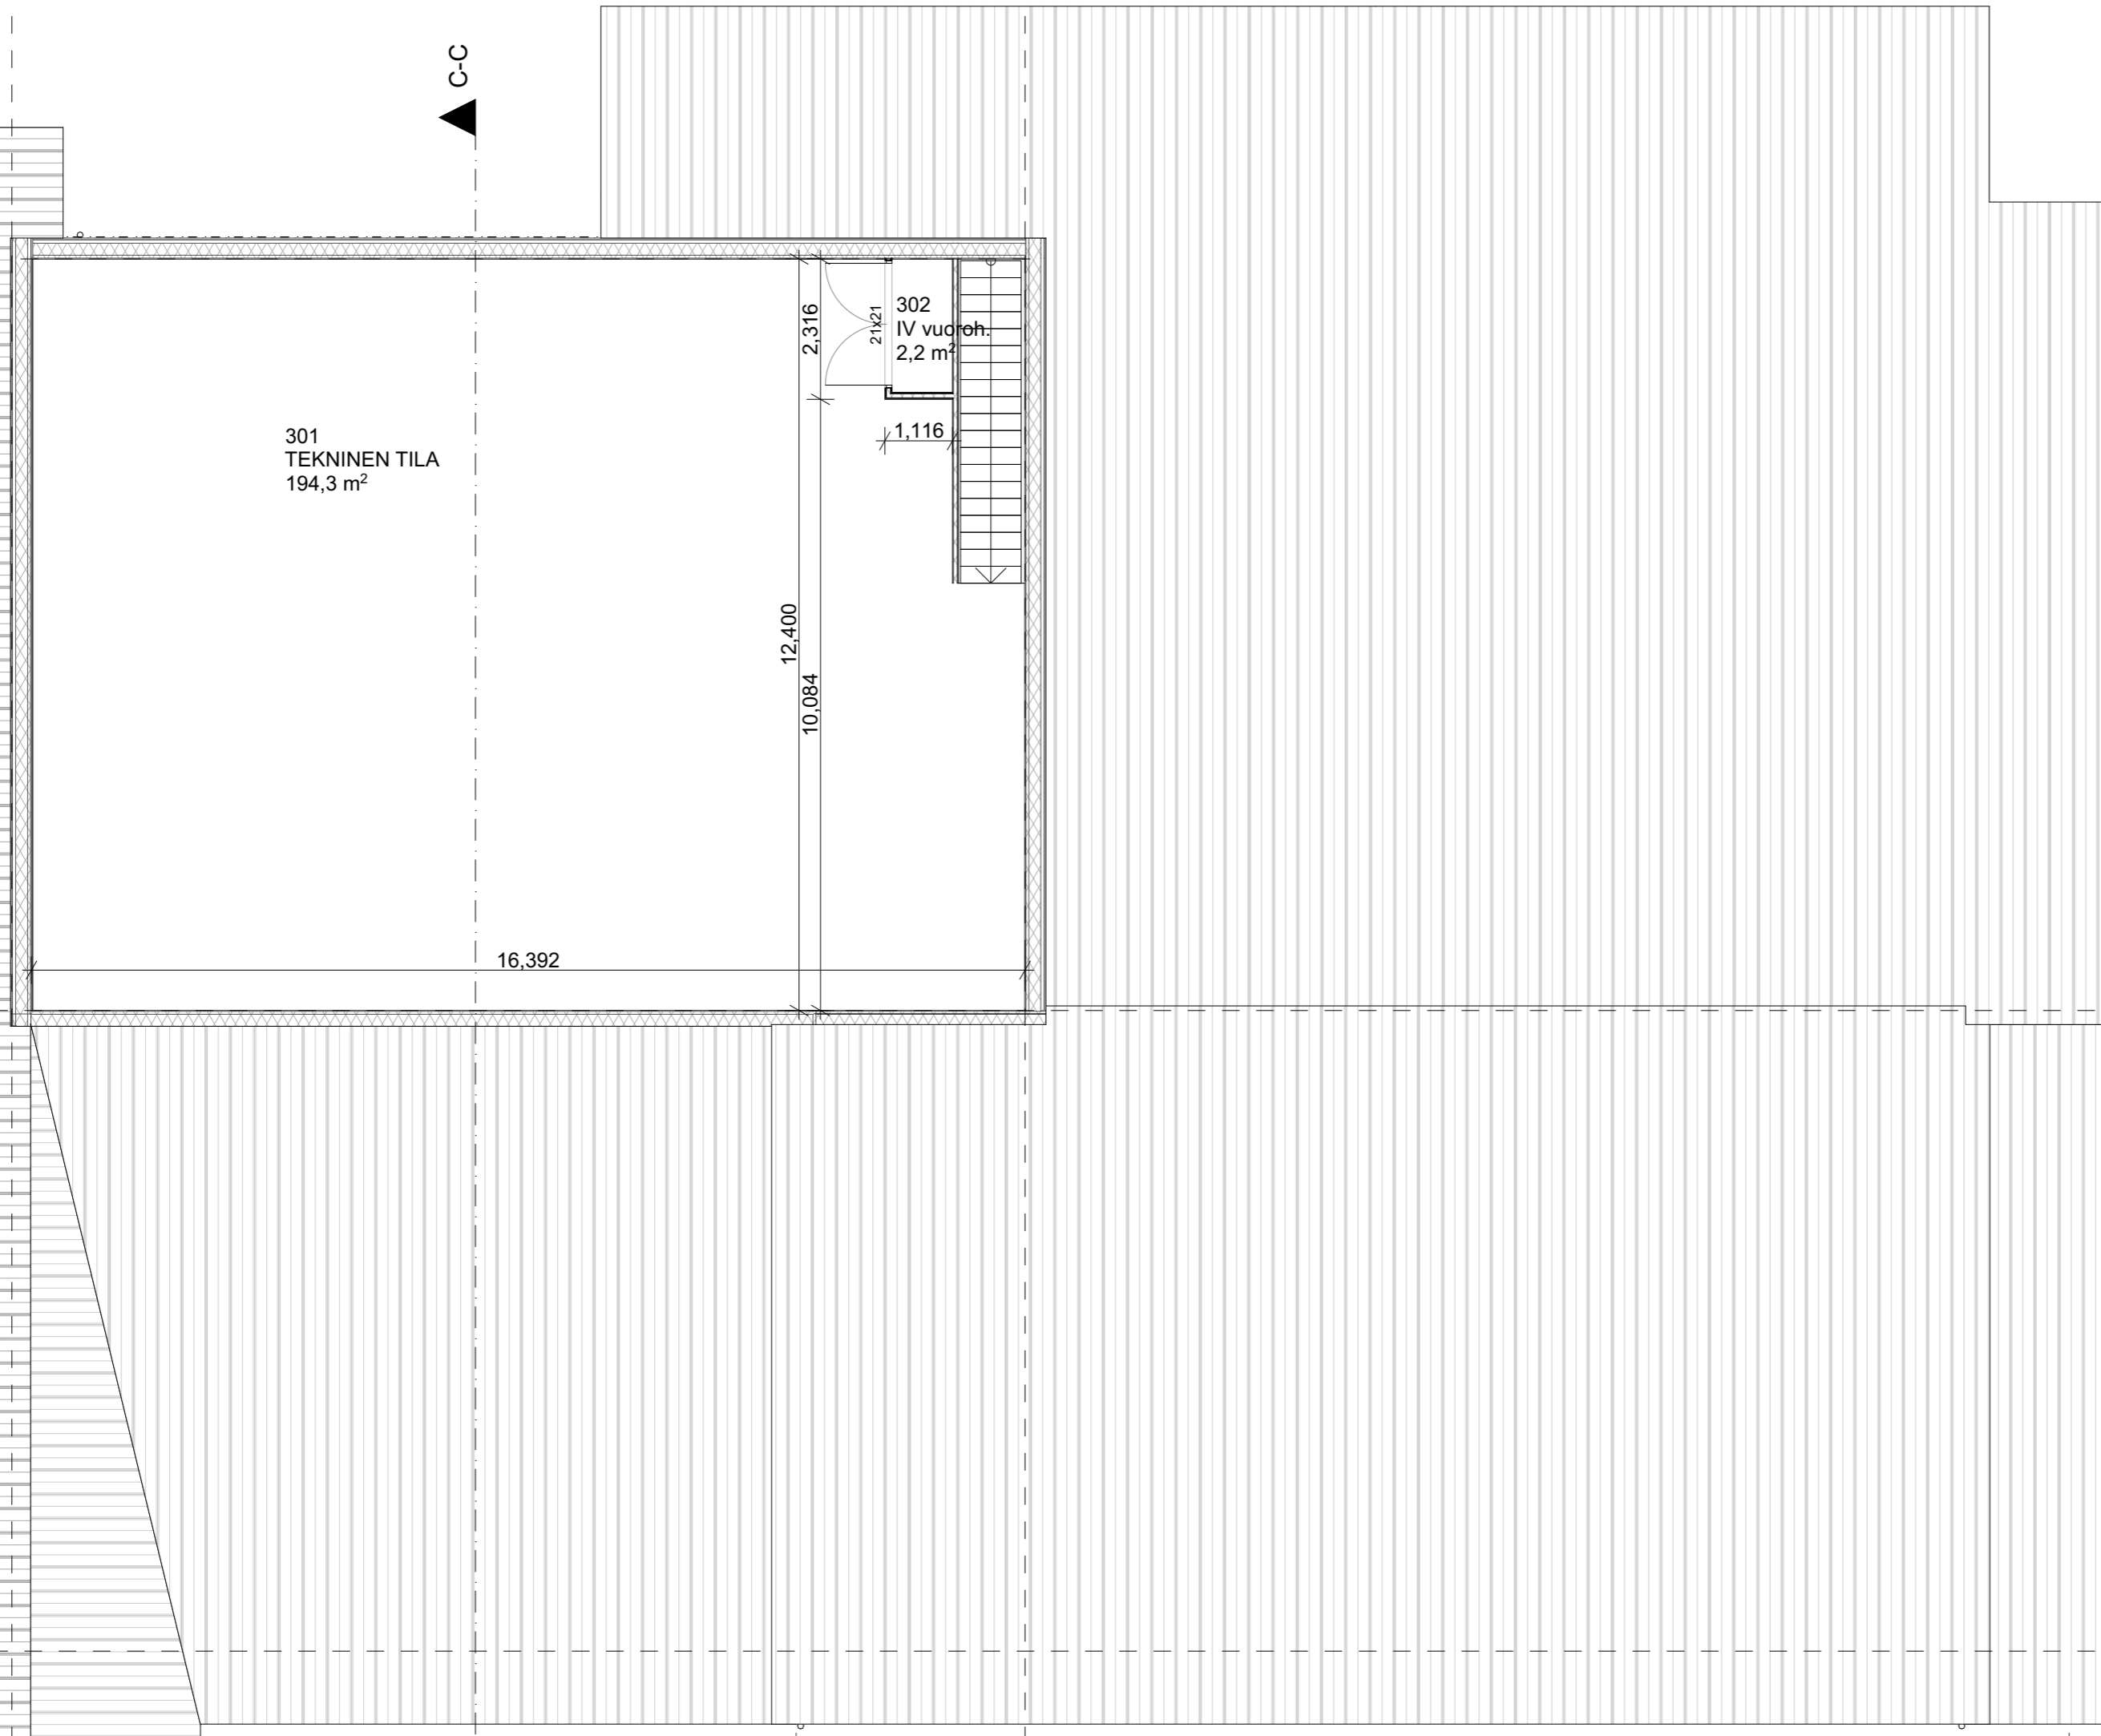 C-C
302
IV vuoroh.
2,2 m²
21x21
2,316
1,116
301
TEKNINEN TILA
194,3 m²
12,400
10,084
16,392